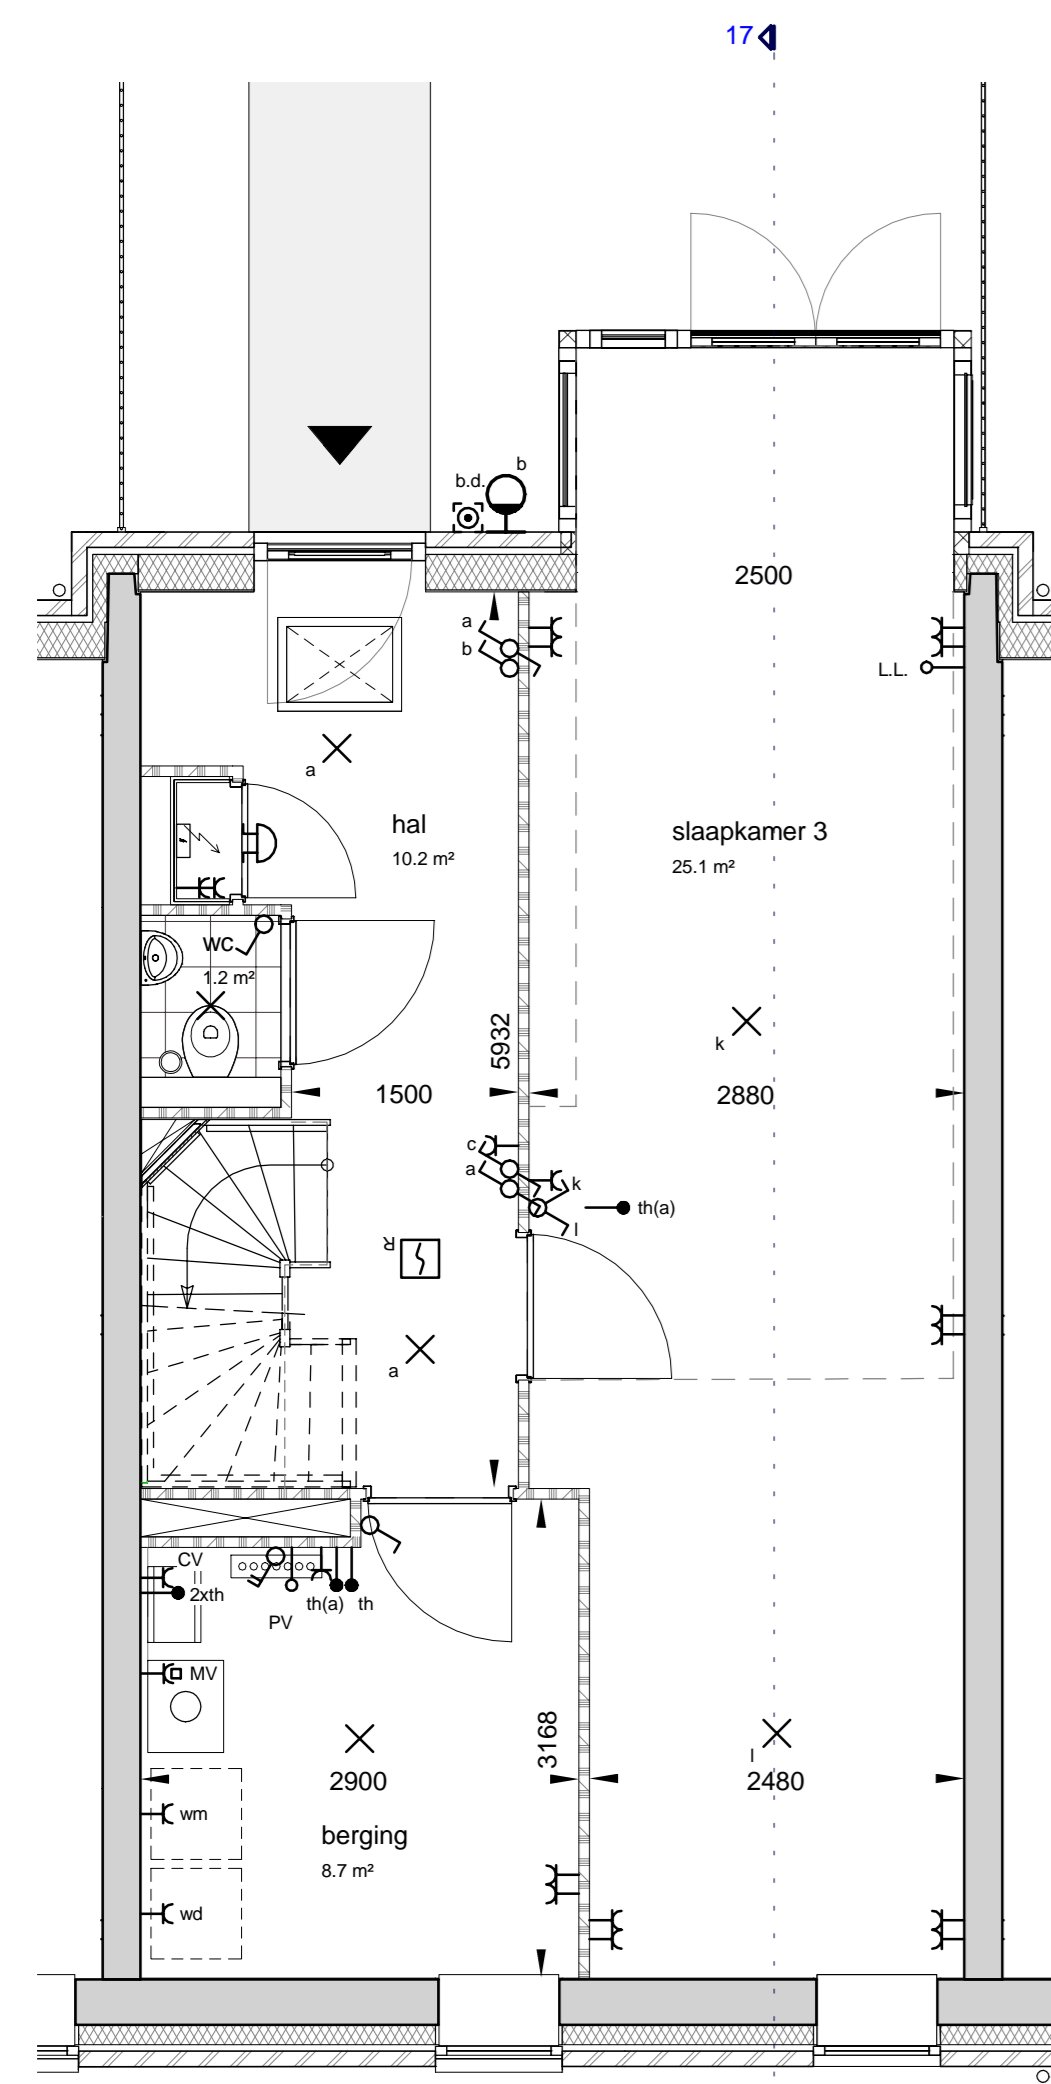 17
b
b.d.
2500
a
b
L.L.
a
hal
10.2 m²
slaapkamer 3
25.1 m²
WC
1.2 m²
5932
k
1500
2880
c
a
k
th(a)
l
R
a
CV
2xth
th(a)
th
PV
MV
3168
l
2900
2480
wm
berging
8.7 m²
wd